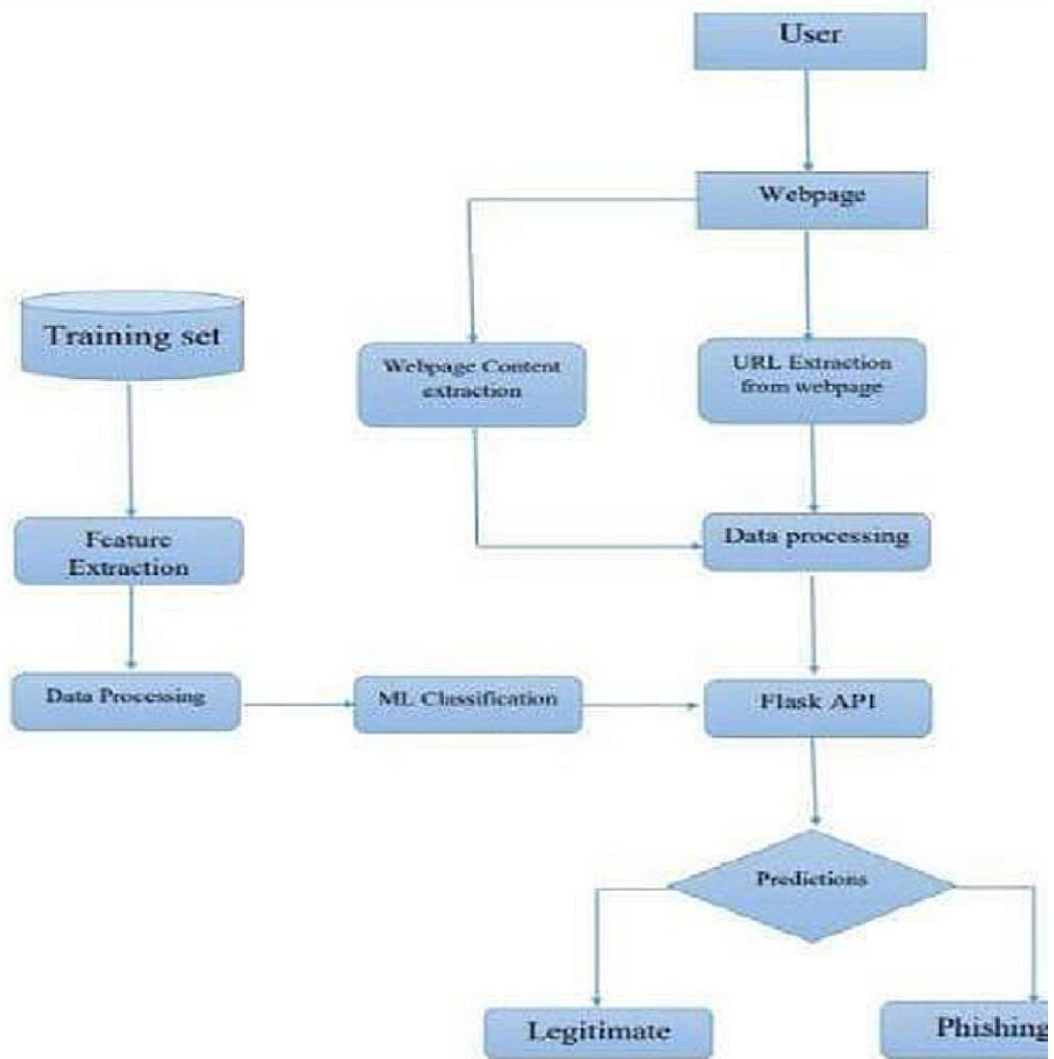 User
Webpage
Training set
Webpage Content
extraction
URL Extraction
from webpage
Feature
Extraction
Data processing
Data Processing
ML Classification
Flask API
Predictions
Legitimate
Phishing